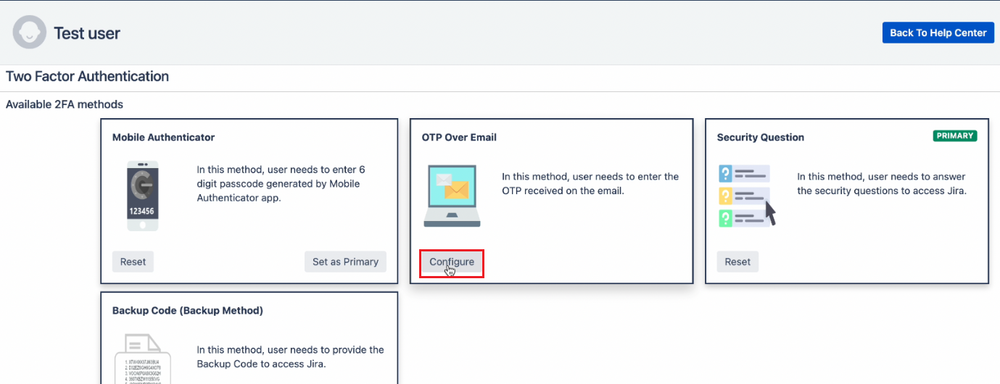 Test user
Back To Help Center
Two Factor Authentication
Available 2FA methods
Mobile Authenticator
In this method, user needs to enter 6
digit passcode generated by Mobile
Authenticator app.
123456
Reset
Set as Primary
OTP Over Email
In this method, user needs to enter the
OTP received on the email.
Configure
Security Question
PRIMARY
?
?
?
In this method, user needs to answer
the security questions to access Jira.
Reset
Backup Code (Backup Method)
In this method, user needs to provide the
Backup Code to access Jira.